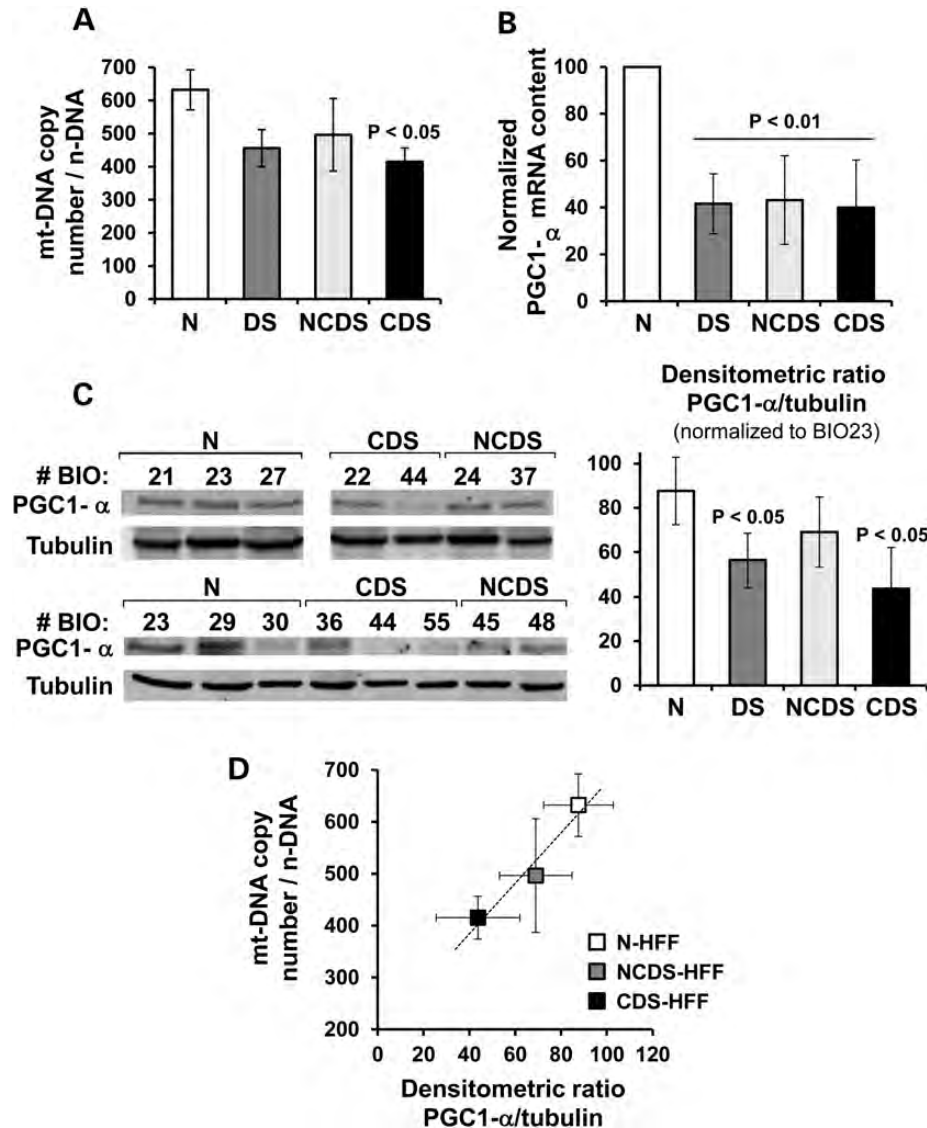 A
mt-DNA copy
number / n-DNA
700
600
500
400
300
200
100
0
P < 0.05
N DS NCDS CDS
B
Normalized
PGC1-α mRNA content
100
80
60
40
20
0
P < 0.01
N DS NCDS CDS
C
N CDS NCDS
# BIO: 21 23 27 22 44 24 37
PGC1- α
Tubulin
N CDS NCDS
# BIO: 23 29 30 36 44 55 45 48
PGC1- α
Tubulin
Densitometric ratio
PGC1-α/tubulin
(normalized to BIO23)
100
80
60
40
20
0
P < 0.05
P < 0.05
N DS NCDS CDS
D
mt-DNA copy
number / n-DNA
700
600
500
400
300
200
N-HFF
NCDS-HFF
CDS-HFF
0 20 40 60 80 100 120
Densitometric ratio
PGC1-α/tubulin